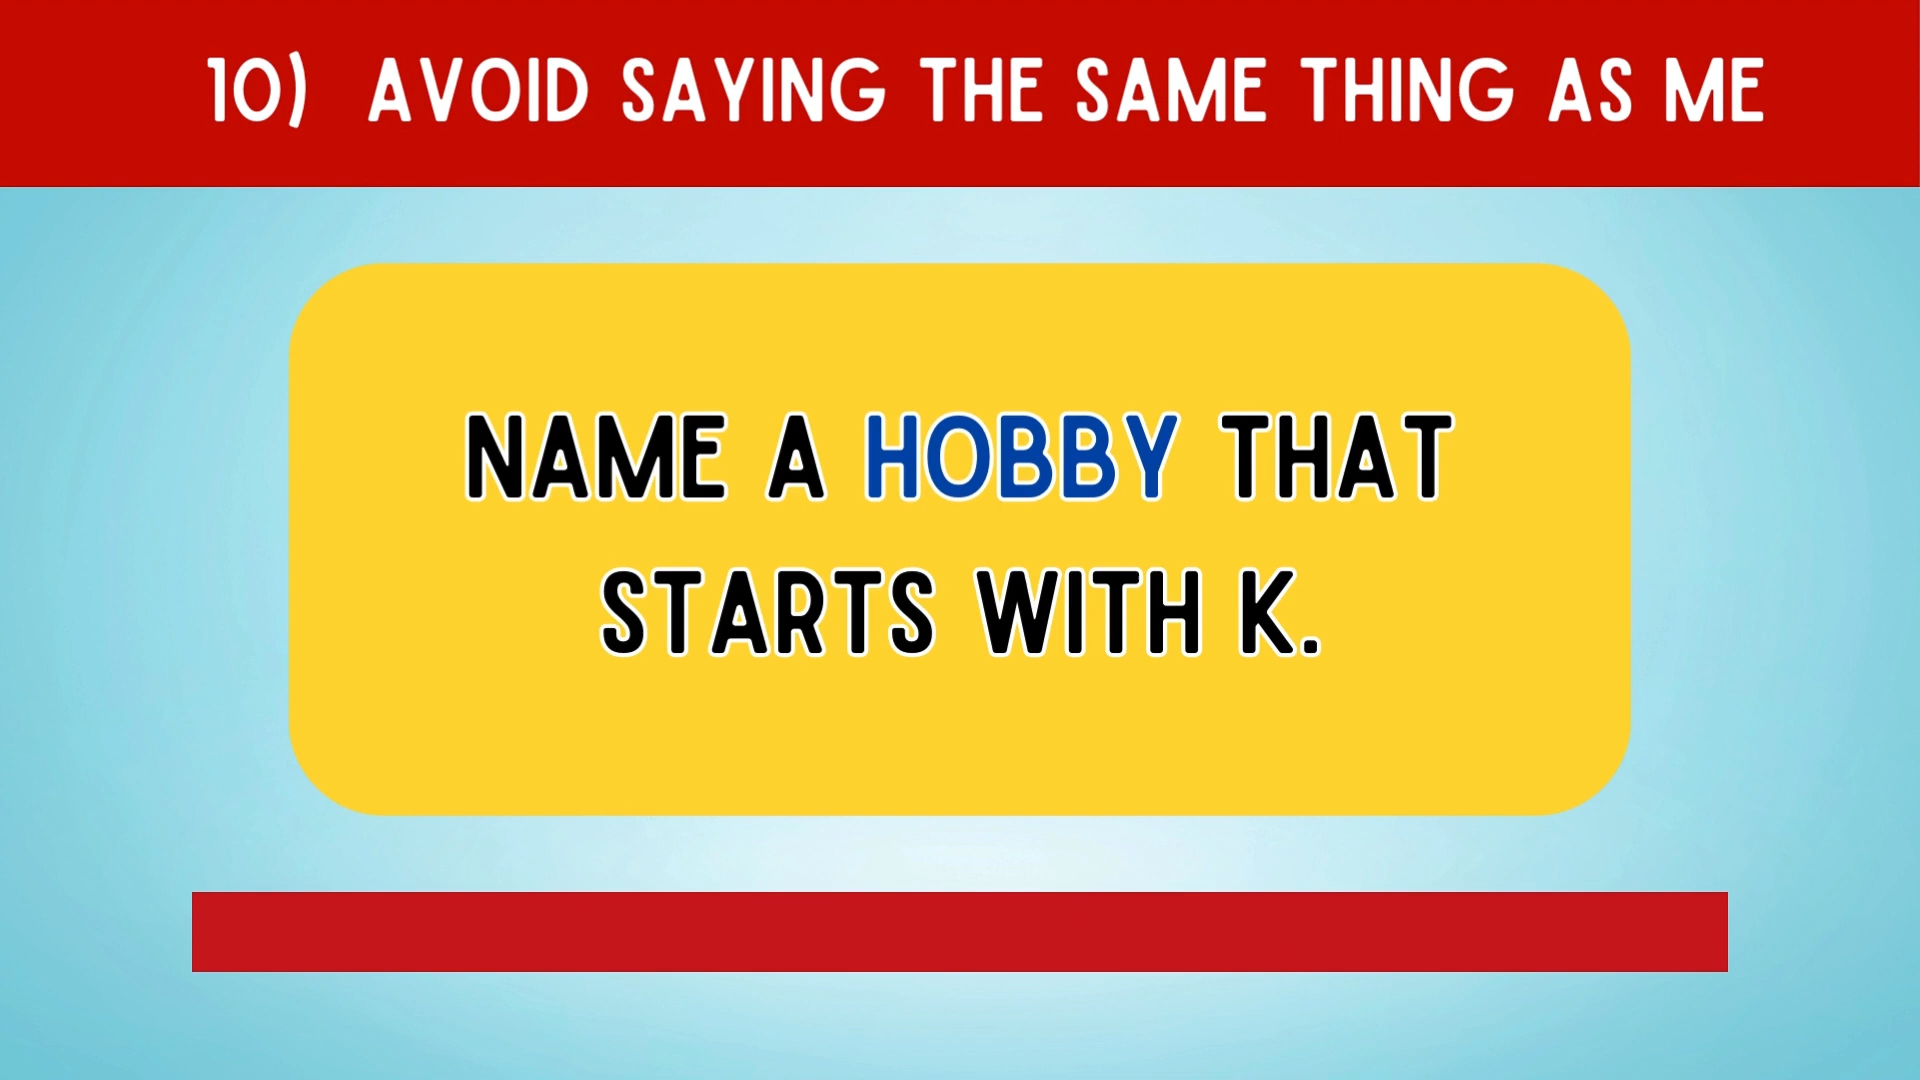 10) AVOID SAYING THE SAME THING AS ME
NAME A HOBBY THAT
STARTS WITH K.